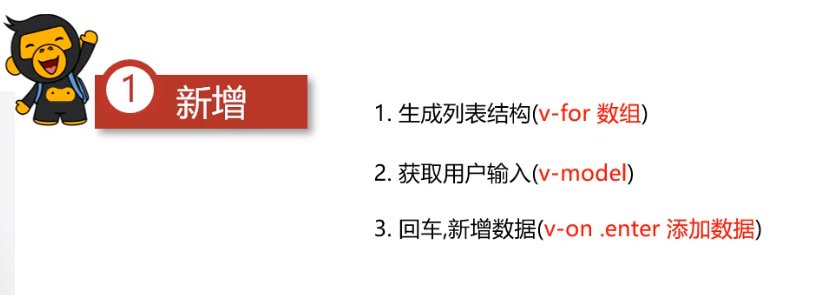 1
新增
1. 生成列表结构(v-for 数组)
2. 获取用户输入(v-model)
3. 回车,新增数据(v-on .enter 添加数据)